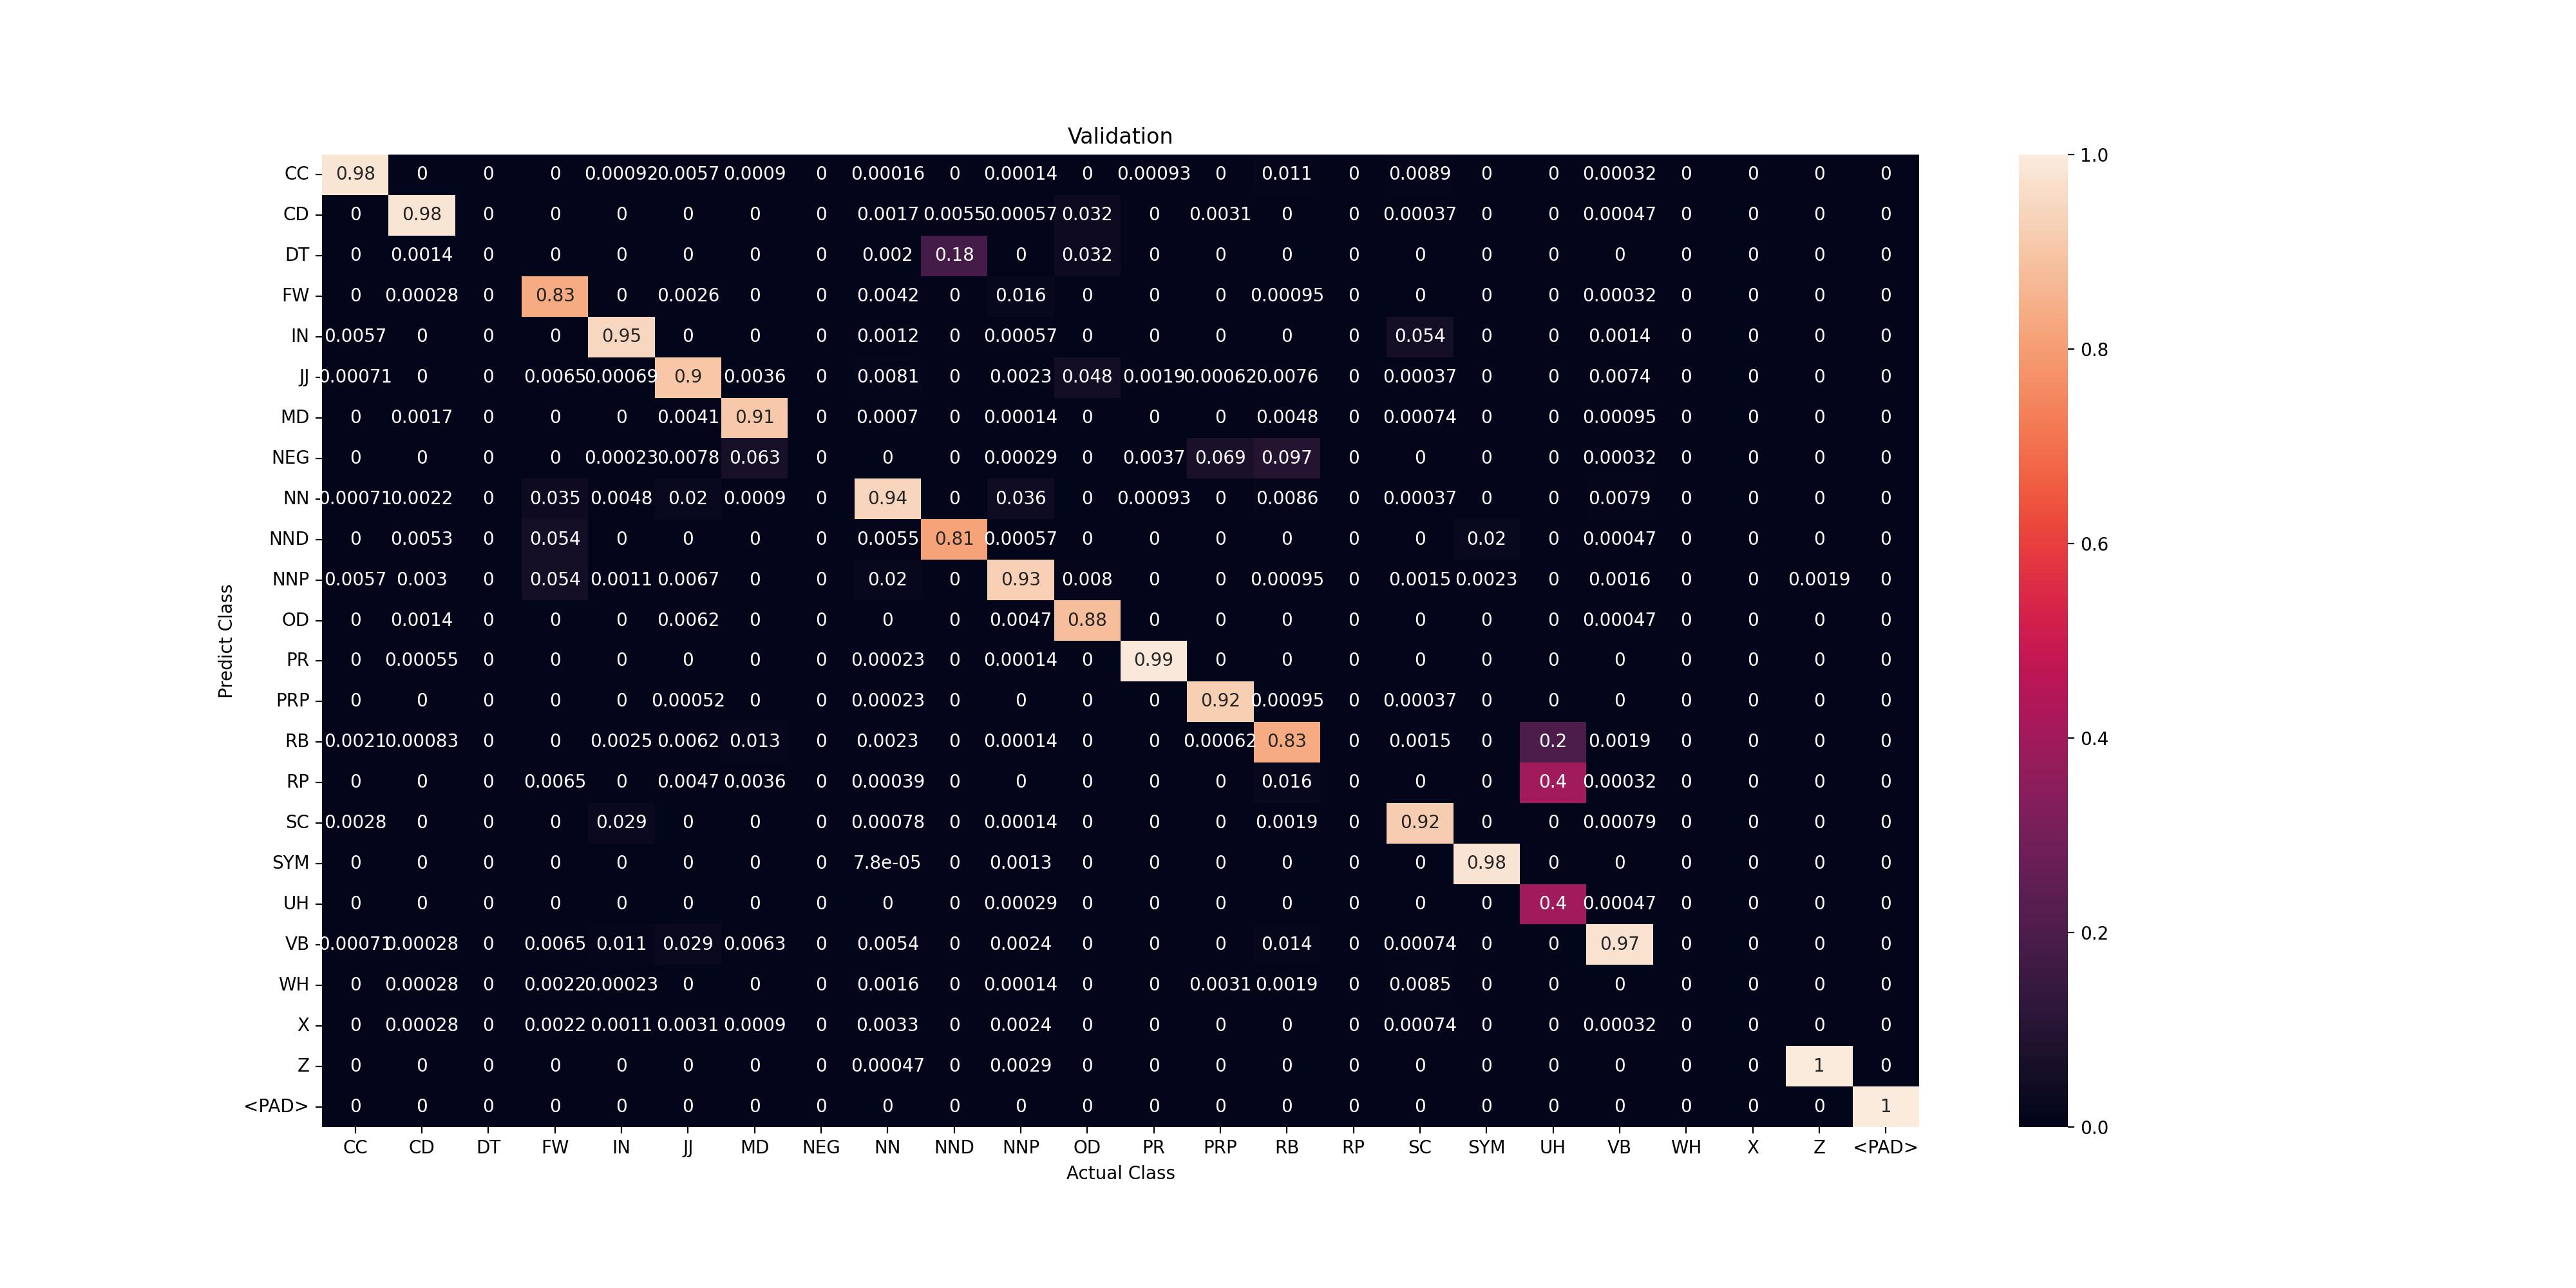 Validation
CC 0.98 0 0 0 0.00092 0.0057 0.0009 0 0.00016 0 0.00014 0 0.00093 0 0.011 0 0.0089 0 0 0.00032 0 0 0 0 1.0
CD 0 0.98 0 0 0 0 0 0 0.0017 0.0055 0.00057 0.032 0 0.0031 0 0 0.00037 0 0 0.00047 0 0 0 0
DT 0 0.0014 0 0 0 0 0 0 0.002 0.18 0 0.032 0 0 0 0 0 0 0 0 0 0 0 0
FW 0 0.00028 0 0.83 0 0.0026 0 0 0.0042 0 0.016 0 0 0 0.00095 0 0 0 0 0.00032 0 0 0 0
IN 0.0057 0 0 0 0.95 0 0 0 0.0012 0 0.00057 0 0 0 0 0 0.054 0 0 0.0014 0 0 0 0 0.8
JJ 0.00071 0 0 0.0065 0.00069 0.9 0.0036 0 0.0081 0 0.0023 0.048 0.0019 0.00062 0.0076 0 0.00037 0 0 0.0074 0 0 0 0
MD 0 0.0017 0 0 0 0.0041 0.91 0 0.0007 0 0.00014 0 0 0 0.0048 0 0.00074 0 0 0.00095 0 0 0 0
NEG 0 0 0 0 0.00023 0.0078 0.063 0 0 0 0.00029 0 0.0037 0.069 0.097 0 0 0 0 0.00032 0 0 0 0
NN 0.00071 0.0022 0 0.035 0.0048 0.02 0.0009 0 0.94 0 0.036 0 0.00093 0 0.0086 0 0.00037 0 0 0.0079 0 0 0 0
NND 0 0.0053 0 0.054 0 0 0 0 0.0055 0.81 0.00057 0 0 0 0 0 0 0.02 0 0.00047 0 0 0 0 0.6
NNP 0.0057 0.003 0 0.054 0.0011 0.0067 0 0 0.02 0 0.93 0.008 0 0 0.00095 0 0.0015 0.0023 0 0.0016 0 0 0.0019 0
OD 0 0.0014 0 0 0 0.0062 0 0 0 0 0.0047 0.88 0 0 0 0 0 0 0 0.00047 0 0 0 0
Predict Class
PR 0 0.00055 0 0 0 0 0 0 0.00023 0 0.00014 0 0.99 0 0 0 0 0 0 0 0 0 0 0
PRP 0 0 0 0 0 0.00052 0 0 0.00023 0 0 0 0 0.92 0.00095 0 0.00037 0 0 0 0 0 0 0
RB 0.0021 0.00083 0 0 0.0025 0.0062 0.013 0 0.0023 0 0.00014 0 0 0.00062 0.83 0 0.0015 0 0.2 0.0019 0 0 0 0 0.4
RP 0 0 0 0.0065 0 0.0047 0.0036 0 0.00039 0 0 0 0 0 0.016 0 0 0 0.4 0.00032 0 0 0 0
SC 0.0028 0 0 0 0.029 0 0 0 0.00078 0 0.00014 0 0 0 0.0019 0 0.92 0 0 0.00079 0 0 0 0
SYM 0 0 0 0 0 0 0 0 7.8e-05 0 0.0013 0 0 0 0 0 0 0.98 0 0 0 0 0 0
UH 0 0 0 0 0 0 0 0 0 0 0.00029 0 0 0 0 0 0 0 0.4 0.00047 0 0 0 0
VB 0.00071 0.00028 0 0.0065 0.011 0.029 0.0063 0 0.0054 0 0.0024 0 0 0 0.014 0 0.00074 0 0 0.97 0 0 0 0 0.2
WH 0 0.00028 0 0.0022 0.00023 0 0 0 0.0016 0 0.00014 0 0 0.0031 0.0019 0 0.0085 0 0 0 0 0 0 0
X 0 0.00028 0 0.0022 0.0011 0.0031 0.0009 0 0.0033 0 0.0024 0 0 0 0 0 0.00074 0 0 0.00032 0 0 0 0
Z 0 0 0 0 0 0 0 0 0.00047 0 0.0029 0 0 0 0 0 0 0 0 0 0 0 1 0
<PAD> 0 0 0 0 0 0 0 0 0 0 0 0 0 0 0 0 0 0 0 0 0 0 0 1 0.0
CC CD DT FW IN JJ MD NEG NN NND NNP OD PR PRP RB RP SC SYM UH VB WH X Z <PAD>
Actual Class